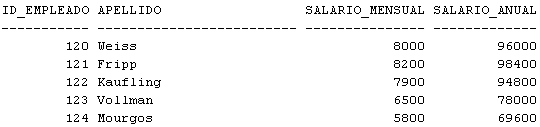 ID_EMPLEADO APELLIDO                  SALARIO_MENSUAL SALARIO_ANUAL
----------- ------------------------- --------------- -------------
        120 Weiss                                8000         96000
        121 Fripp                                8200         98400
        122 Kaufling                             7900         94800
        123 Vollman                              6500         78000
        124 Mourgos                              5800         69600